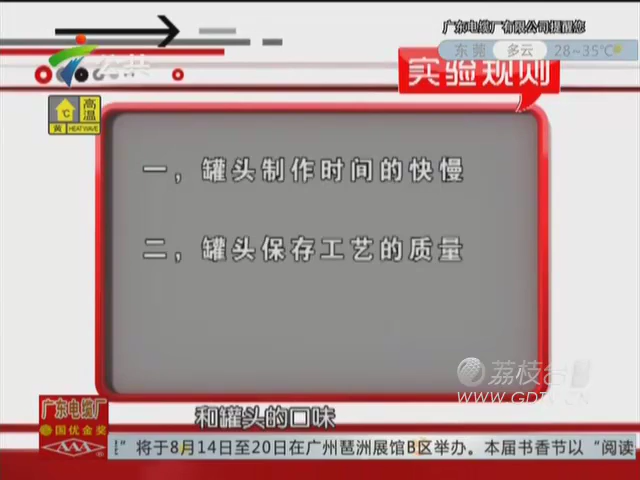 广东电缆厂有限公司提醒您
东莞 多云 28~35℃
公共
实验规则
℃ 高温
黄 HEAT WAVE
一，罐头制作时间的快慢
二，罐头保存工艺的质量
荔枝台
www.GDTV.CN
广东电缆厂
国优金奖
和罐头的口味
” 将于8月14日至20日在广州琶洲展馆B区举办。本届书香节以“阅读